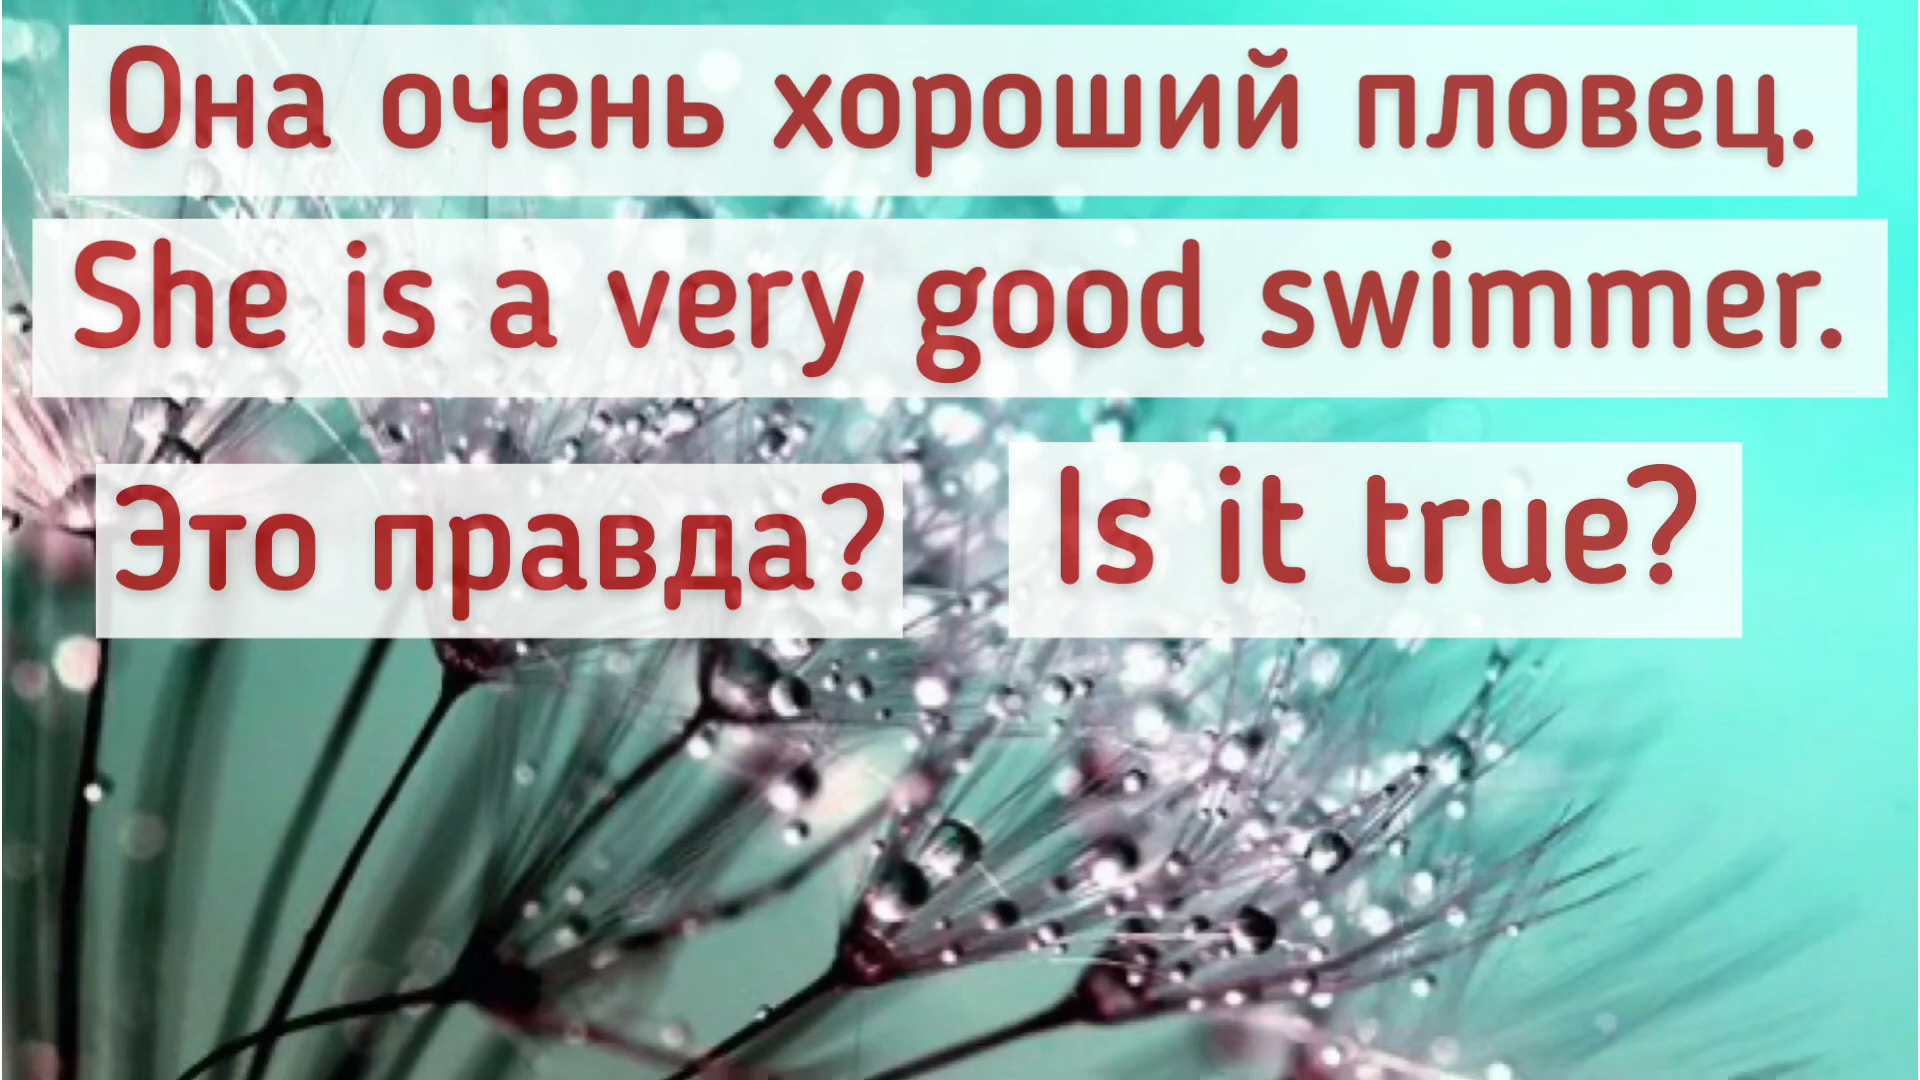 Она очень хороший пловец.
She is a very good swimmer.
Это правда? Is it true?